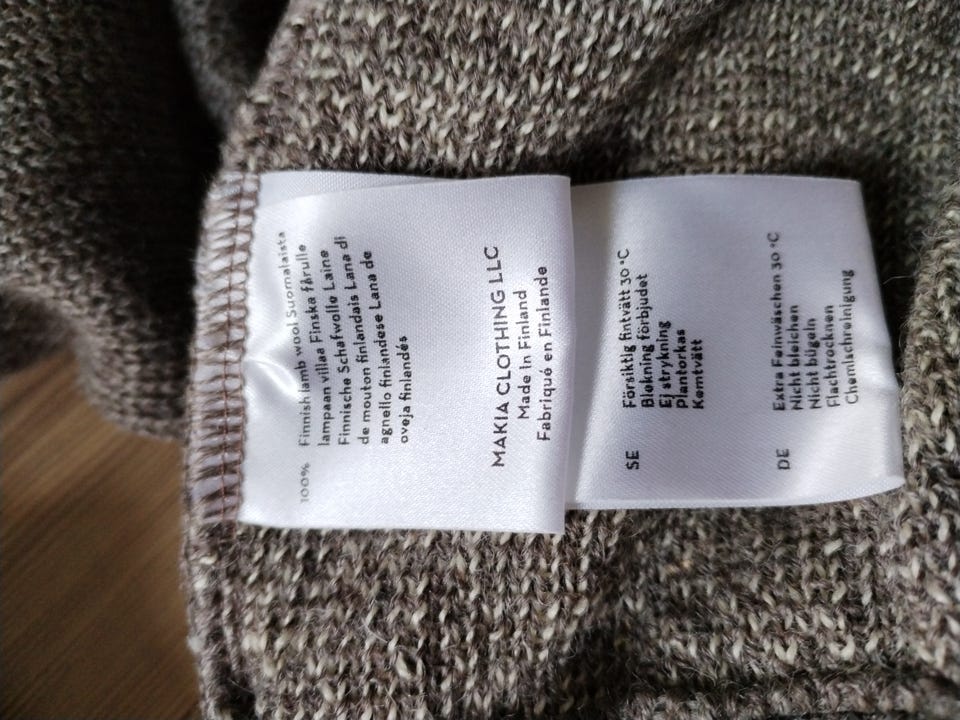 100% Finnish lamb wool Suomalaista
lampaan villaa Finska fårulle
Finnische Schafwolle Laine
de mouton finlandais Lana di
agnello finlandese Lana de
oveja finlandés
MAKIA CLOTHING LLC
Made in Finland
Fabriqué en Finlande
SE Försiktig fintvätt 30 °C
Blekning förbjudet
Ej strykning
Plantorkas
Kemtvätt
DE Extra Feinwäschen 30 °C
Nicht bleichen
Nicht bügeln
Flachtrocknen
Chemischreinigung